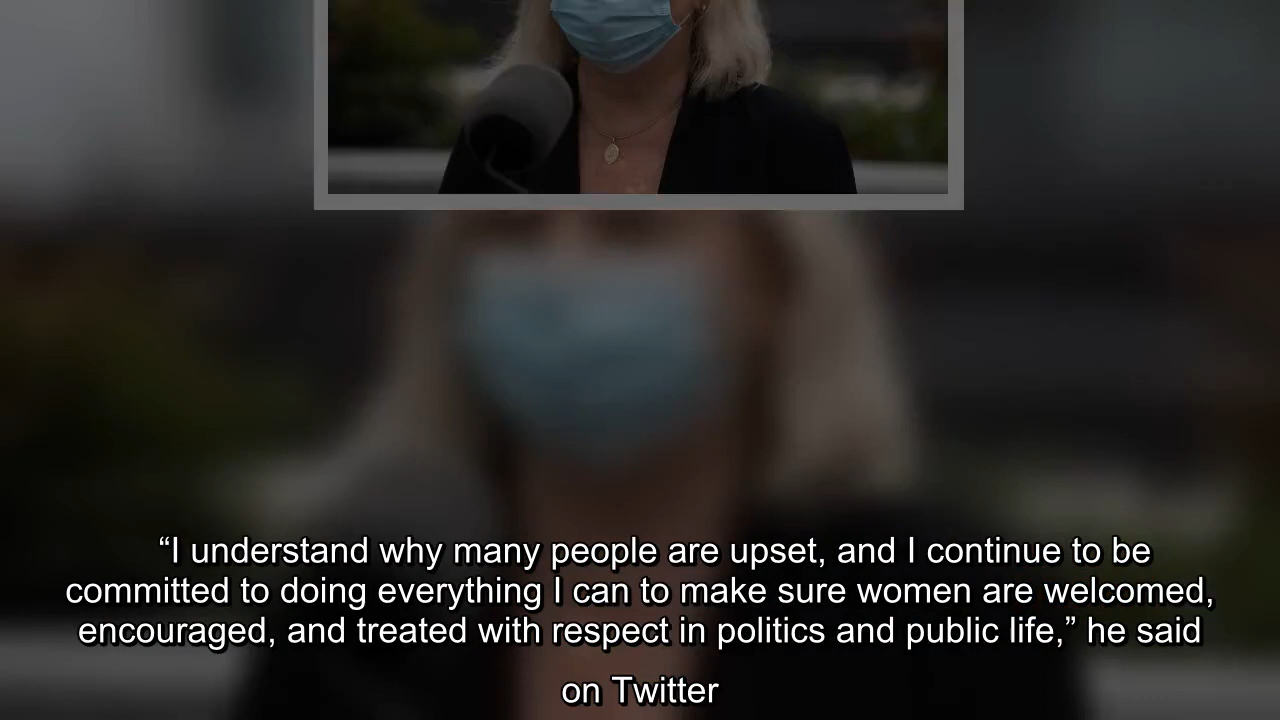 “I understand why many people are upset, and I continue to be
committed to doing everything I can to make sure women are welcomed,
encouraged, and treated with respect in politics and public life,” he said
on Twitter